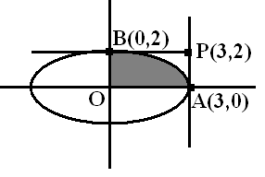 B(0,2)
P(3,2)
O
A(3,0)